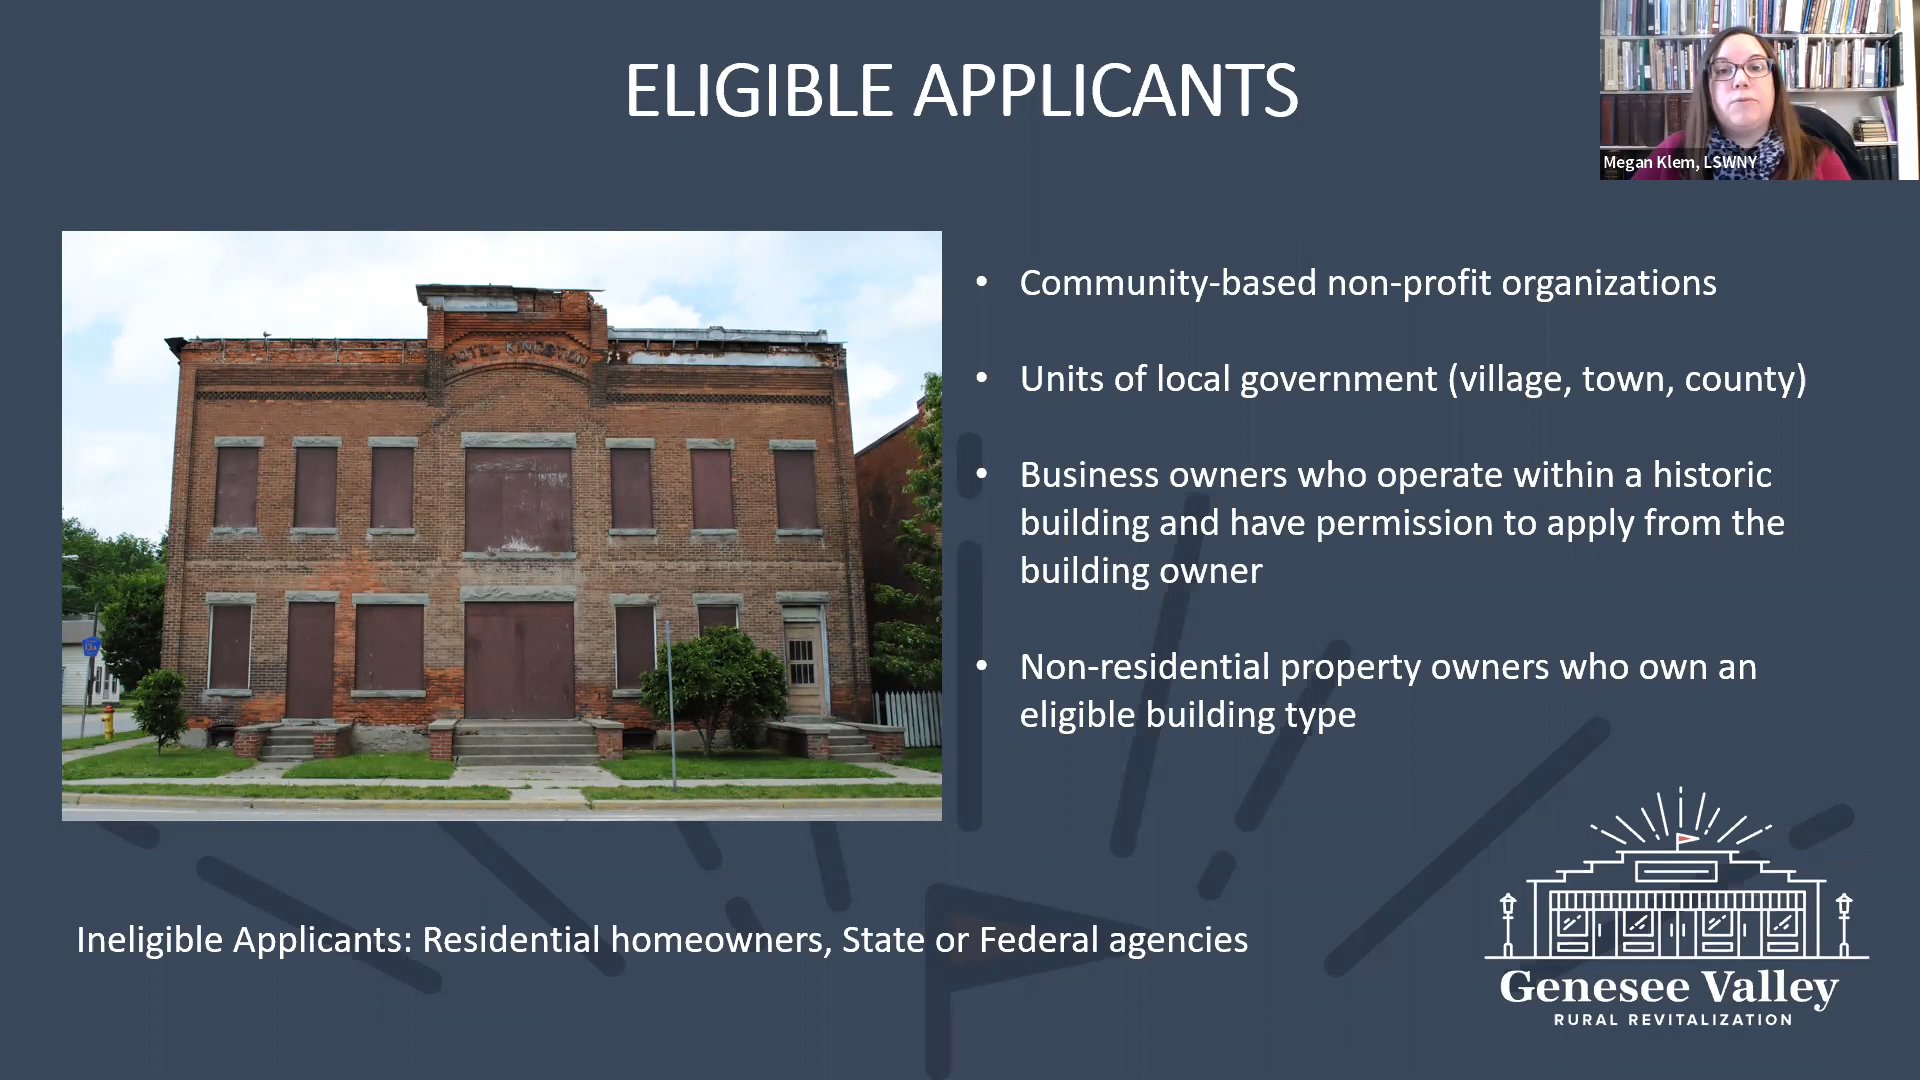 ELIGIBLE APPLICANTS
Megan Klem, LSWNY
HOTEL KINGSTON
• Community-based non-profit organizations
• Units of local government (village, town, county)
• Business owners who operate within a historic
building and have permission to apply from the
building owner
• Non-residential property owners who own an
eligible building type
Ineligible Applicants: Residential homeowners, State or Federal agencies
Genesee Valley
RURAL REVITALIZATION